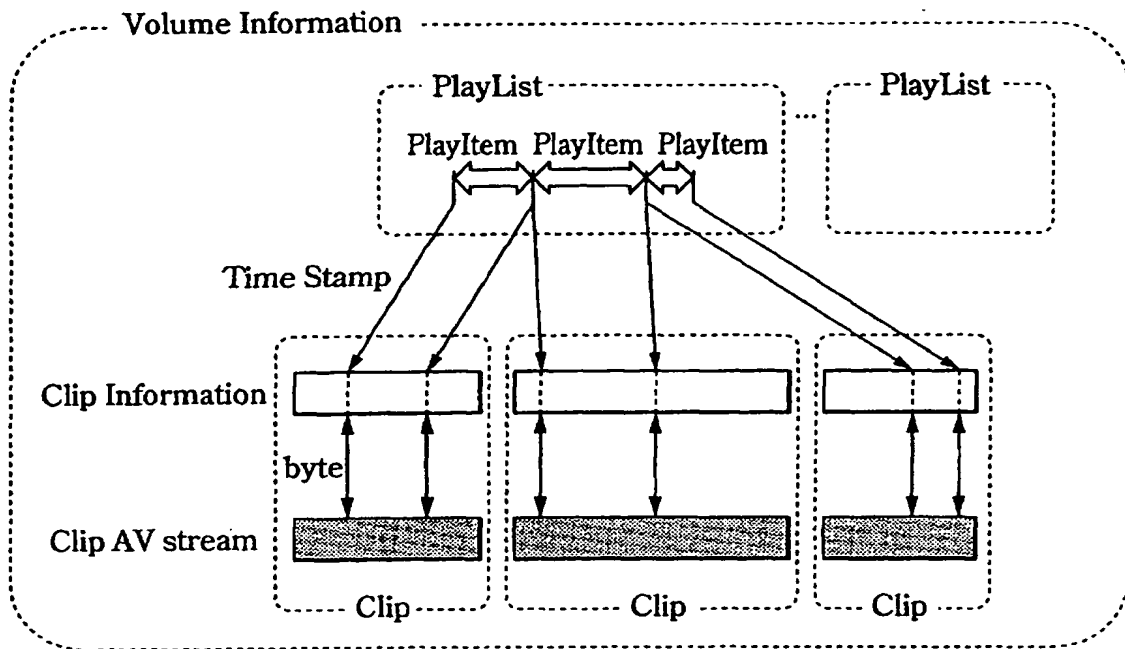 Volume Information
PlayList
...
PlayList
PlayItem PlayItem PlayItem
Time Stamp
Clip Information
byte
Clip AV stream
Clip
Clip
Clip